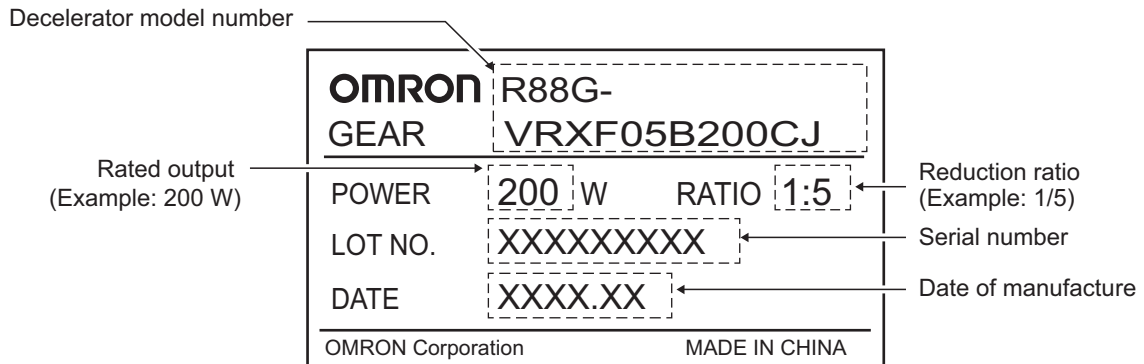 Decelerator model number
OMRON R88G-
GEAR VRXF05B200CJ
Rated output
(Example: 200 W)
POWER 200 W RATIO 1:5
Reduction ratio
(Example: 1/5)
LOT NO. XXXXXXXXX
Serial number
DATE XXXX.XX
Date of manufacture
OMRON Corporation MADE IN CHINA